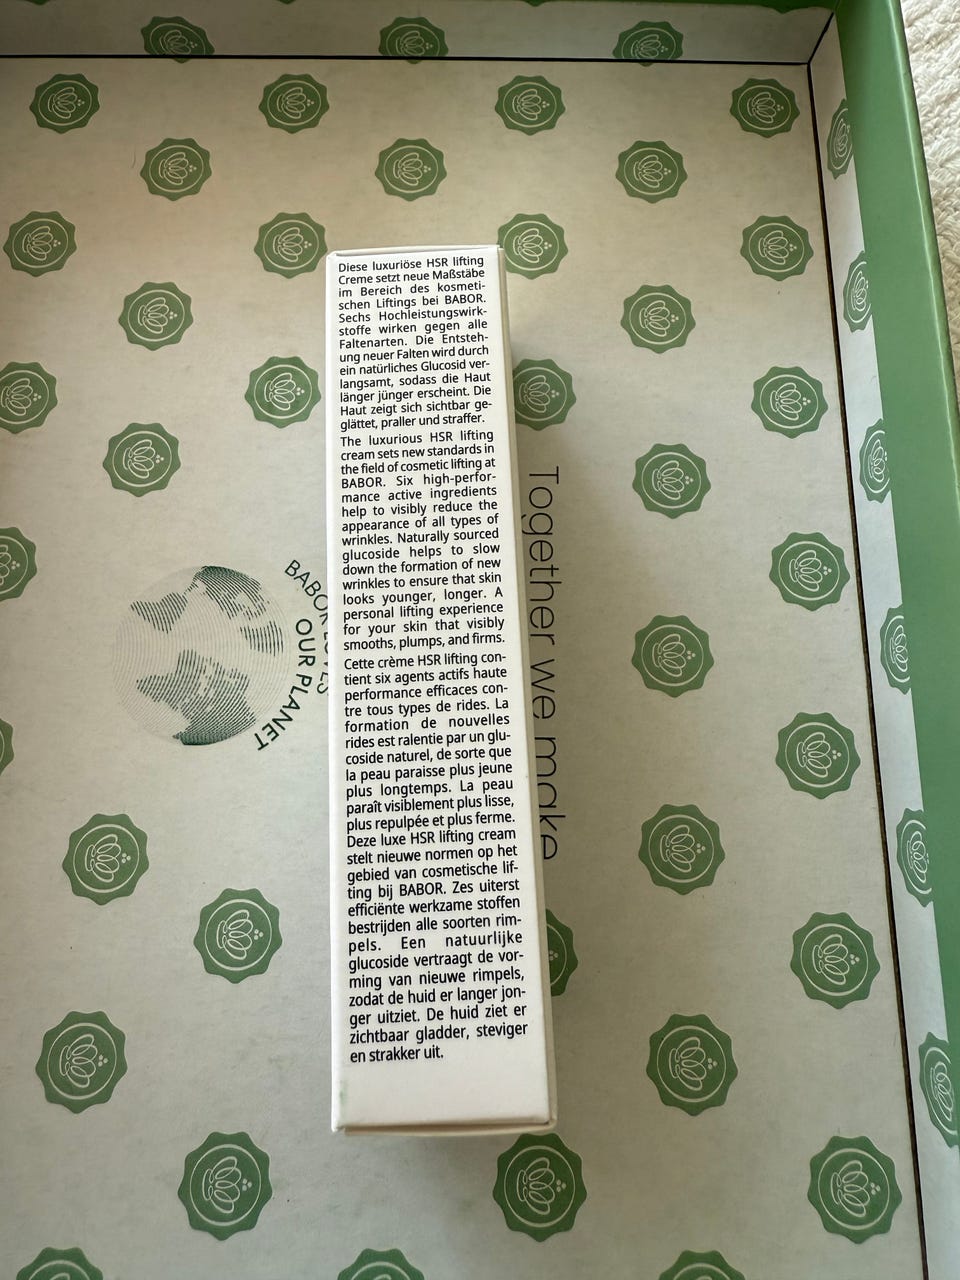 Diese luxuriöse HSR lifting
Creme setzt neue Maßstäbe
im Bereich des kosmeti-
schen Liftings bei BABOR.
Sechs Hochleistungswirk-
stoffe wirken gegen alle
Faltenarten. Die Entsteh-
ung neuer Falten wird durch
ein natürliches Glucosid ver-
langsamt, sodass die Haut
länger jünger erscheint. Die
Haut zeigt sich sichtbar ge-
glättet, praller und straffer.
The luxurious HSR lifting
cream sets new standards in
the field of cosmetic lifting at
BABOR. Six high-perfor-
mance active ingredients
help to visibly reduce the
appearance of all types of
wrinkles. Naturally sourced
glucoside helps to slow
down the formation of new
wrinkles to ensure that skin
looks younger, longer. A
personal lifting experience
for your skin that visibly
smooths, plumps, and firms.
Cette crème HSR lifting con-
tient six agents actifs haute
performance efficaces con-
tre tous types de rides. La
formation de nouvelles
rides est ralentie par un glu-
coside naturel, de sorte que
la peau paraisse plus jeune
plus longtemps. La peau
paraît visiblement plus lisse,
plus repulpée et plus ferme.
Deze luxe HSR lifting cream
stelt nieuwe normen op het
gebied van cosmetische lif-
ting bij BABOR. Zes uiterst
efficiënte werkzame stoffen
bestrijden alle soorten rim-
pels. Een natuurlijke
glucoside vertraagt de vor-
ming van nieuwe rimpels,
zodat de huid er langer jon-
ger uitziet. De huid ziet er
zichtbaar gladder, steviger
en strakker uit.
BABOR
OUR PLANET
Together we make